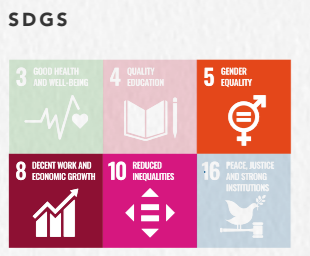 SDGS
3 GOOD HEALTH
AND WELL-BEING
4 QUALITY
EDUCATION
5 GENDER
EQUALITY
8 DECENT WORK AND
ECONOMIC GROWTH
10 REDUCED
INEQUALITIES
16 PEACE, JUSTICE
AND STRONG
INSTITUTIONS